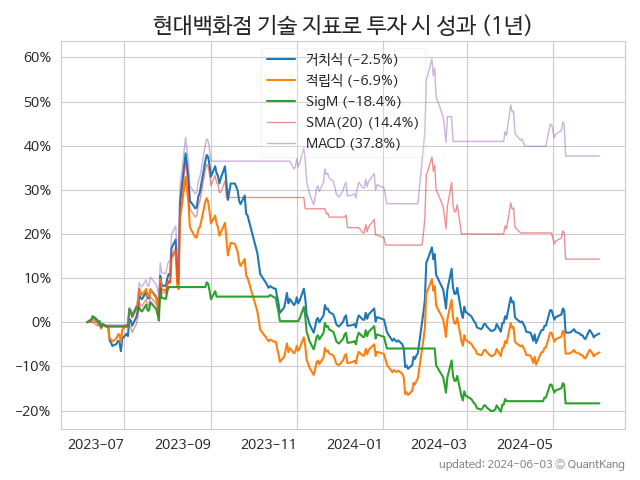 현대백화점 기술 지표로 투자 시 성과 (1년)
60%
50%
40%
30%
20%
10%
0%
−10%
−20%
거치식 (−2.5%)
적립식 (−6.9%)
SigM (−18.4%)
SMA(20) (14.4%)
MACD (37.8%)
2023−07
2023−09
2023−11
2024−01
2024−03
2024−05
updated: 2024−06−03 ⓒ QuantKang